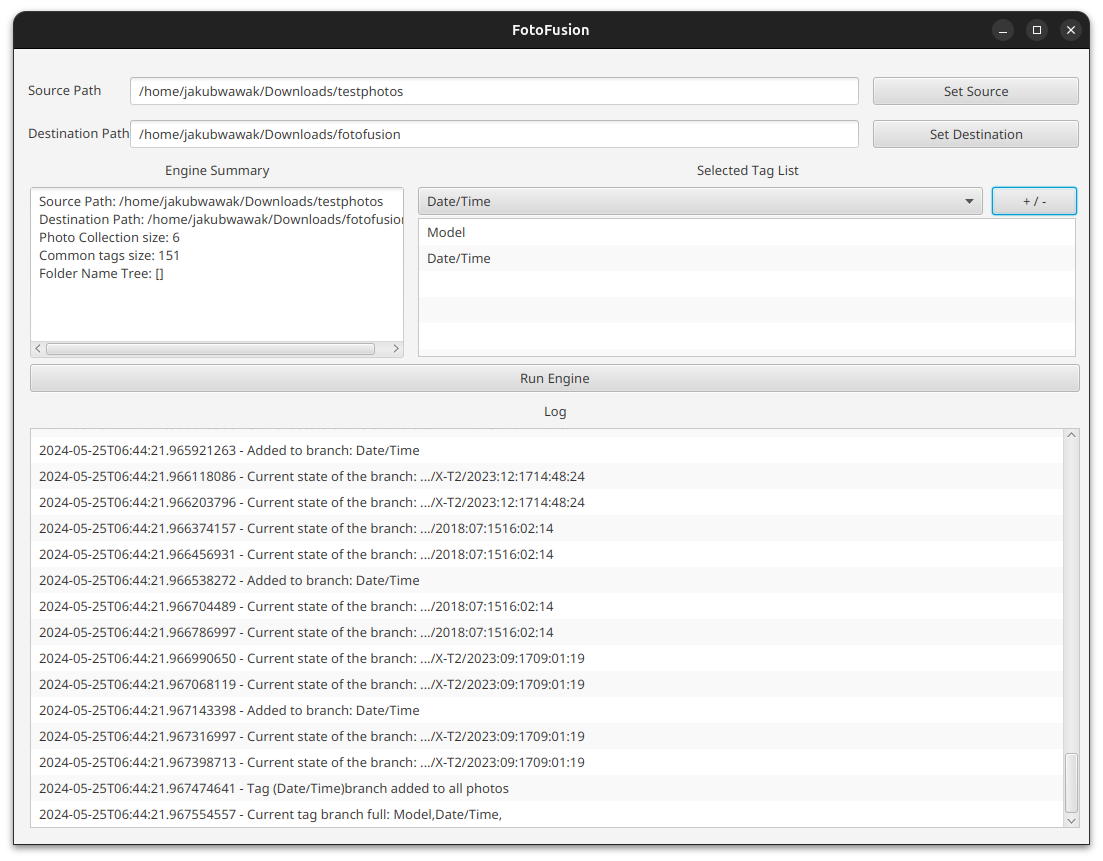 FotoFusion
Source Path
/home/jakubwawak/Downloads/testphotos
Set Source
Destination Path
/home/jakubwawak/Downloads/fotofusion
Set Destination
Engine Summary
Selected Tag List
Source Path: /home/jakubwawak/Downloads/testphotos
Destination Path: /home/jakubwawak/Downloads/fotofusion
Photo Collection size: 6
Common tags size: 151
Folder Name Tree: []
Date/Time
+ / -
Model
Date/Time
Run Engine
Log
2024-05-25T06:44:21.965921263 - Added to branch: Date/Time
2024-05-25T06:44:21.966118086 - Current state of the branch: .../X-T2/2023:12:1714:48:24
2024-05-25T06:44:21.966203796 - Current state of the branch: .../X-T2/2023:12:1714:48:24
2024-05-25T06:44:21.966374157 - Current state of the branch: .../2018:07:1516:02:14
2024-05-25T06:44:21.966456931 - Current state of the branch: .../2018:07:1516:02:14
2024-05-25T06:44:21.966538272 - Added to branch: Date/Time
2024-05-25T06:44:21.966704489 - Current state of the branch: .../2018:07:1516:02:14
2024-05-25T06:44:21.966786997 - Current state of the branch: .../2018:07:1516:02:14
2024-05-25T06:44:21.966990650 - Current state of the branch: .../X-T2/2023:09:1709:01:19
2024-05-25T06:44:21.967068119 - Current state of the branch: .../X-T2/2023:09:1709:01:19
2024-05-25T06:44:21.967143398 - Added to branch: Date/Time
2024-05-25T06:44:21.967316997 - Current state of the branch: .../X-T2/2023:09:1709:01:19
2024-05-25T06:44:21.967398713 - Current state of the branch: .../X-T2/2023:09:1709:01:19
2024-05-25T06:44:21.967474641 - Tag (Date/Time)branch added to all photos
2024-05-25T06:44:21.967554557 - Current tag branch full: Model,Date/Time,